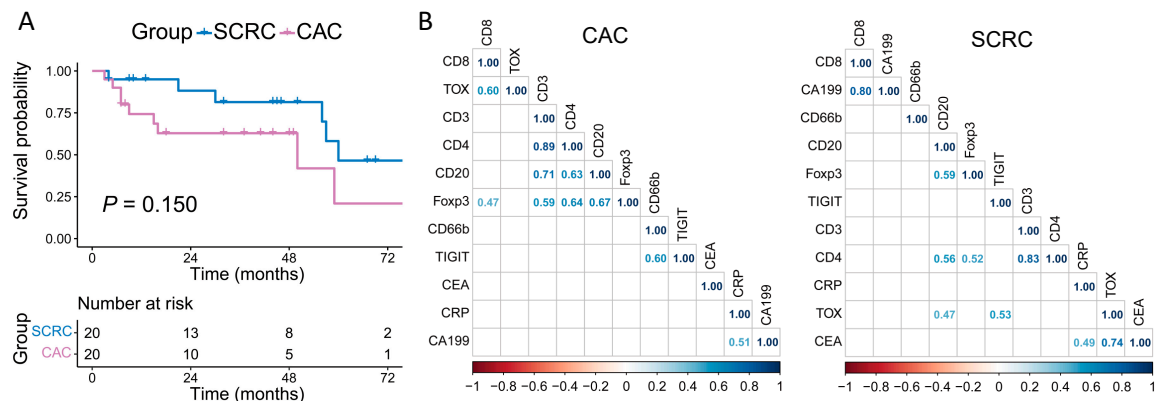 A
Group SCRC CAC
Survival probability
1.00
0.75
0.50
0.25
0.00
P = 0.150
0 24 48 72
Time (months)
Number at risk
Group
SCRC 20 13 8 2
CAC 20 10 5 1
0 24 48 72
Time (months)
B
CAC
CD8
CD8 1.00 TOX
TOX 0.60 1.00 CD3
CD3 1.00 CD4
CD4 0.89 1.00 CD20
CD20 0.71 0.63 1.00 Foxp3
Foxp3 0.47 0.59 0.64 0.67 1.00 CD66b
CD66b 1.00 TIGIT
TIGIT 0.60 1.00 CEA
CEA 1.00 CRP
CRP 1.00 CA199
CA199 0.51 1.00
−1 −0.8 −0.6 −0.4 −0.2 0 0.2 0.4 0.6 0.8 1
SCRC
CD8
CD8 1.00 CA199
CA199 0.80 1.00 CD66b
CD66b 1.00 CD20
CD20 1.00 Foxp3
Foxp3 0.59 1.00 TIGIT
TIGIT 1.00 CD3
CD3 1.00 CD4
CD4 0.56 0.52 0.83 1.00 CRP
CRP 1.00 TOX
TOX 0.47 0.53 1.00 CEA
CEA 0.49 0.74 1.00
−1 −0.8 −0.6 −0.4 −0.2 0 0.2 0.4 0.6 0.8 1